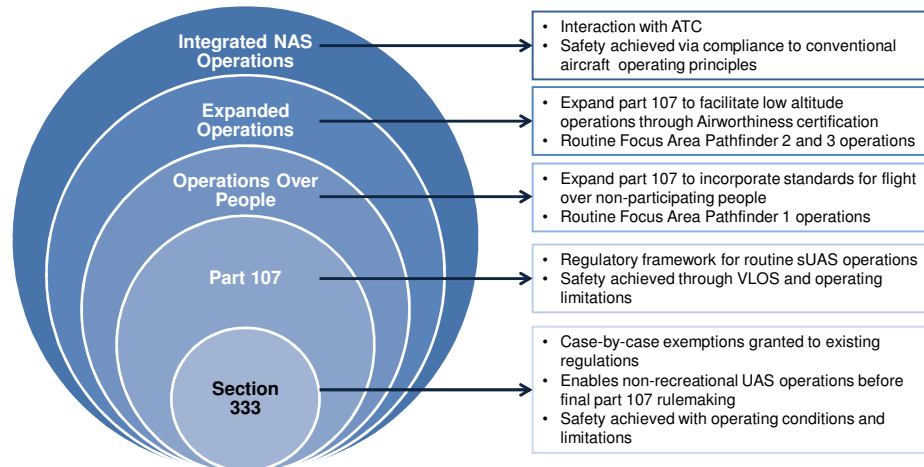 Integrated NAS
Operations
• Interaction with ATC
• Safety achieved via compliance to conventional
aircraft operating principles
Expanded
Operations
• Expand part 107 to facilitate low altitude
operations through Airworthiness certification
• Routine Focus Area Pathfinder 2 and 3 operations
Operations Over
People
• Expand part 107 to incorporate standards for flight
over non-participating people
• Routine Focus Area Pathfinder 1 operations
Part 107
• Regulatory framework for routine sUAS operations
• Safety achieved through VLOS and operating
limitations
Section
333
• Case-by-case exemptions granted to existing
regulations
• Enables non-recreational UAS operations before
final part 107 rulemaking
• Safety achieved with operating conditions and
limitations